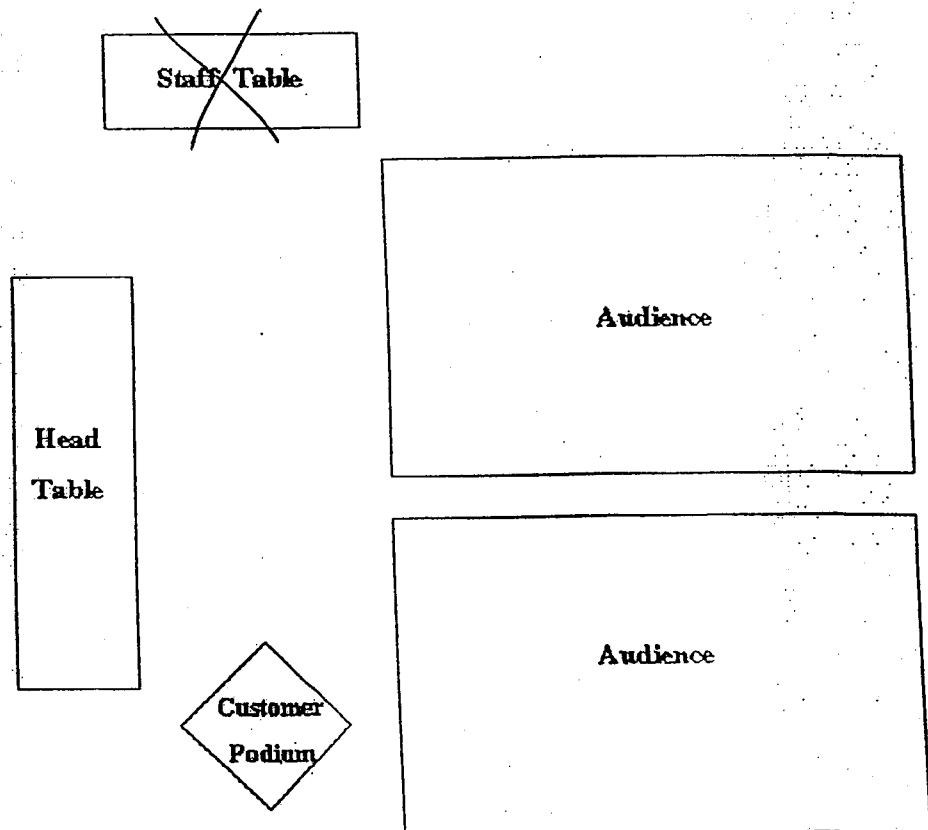 Staff Table
Audience
Head
Table
Audience
Customer
Podium